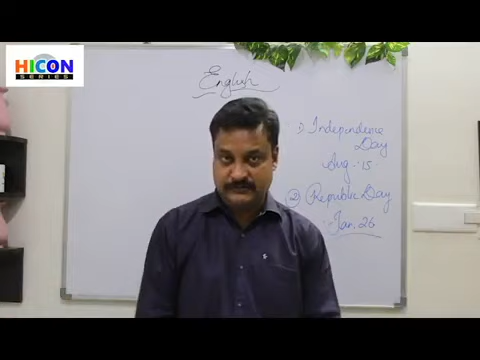 HICON
SERIES
English
1) Independence
Day
Aug. 15
② Republic Day
:- Jan. 26